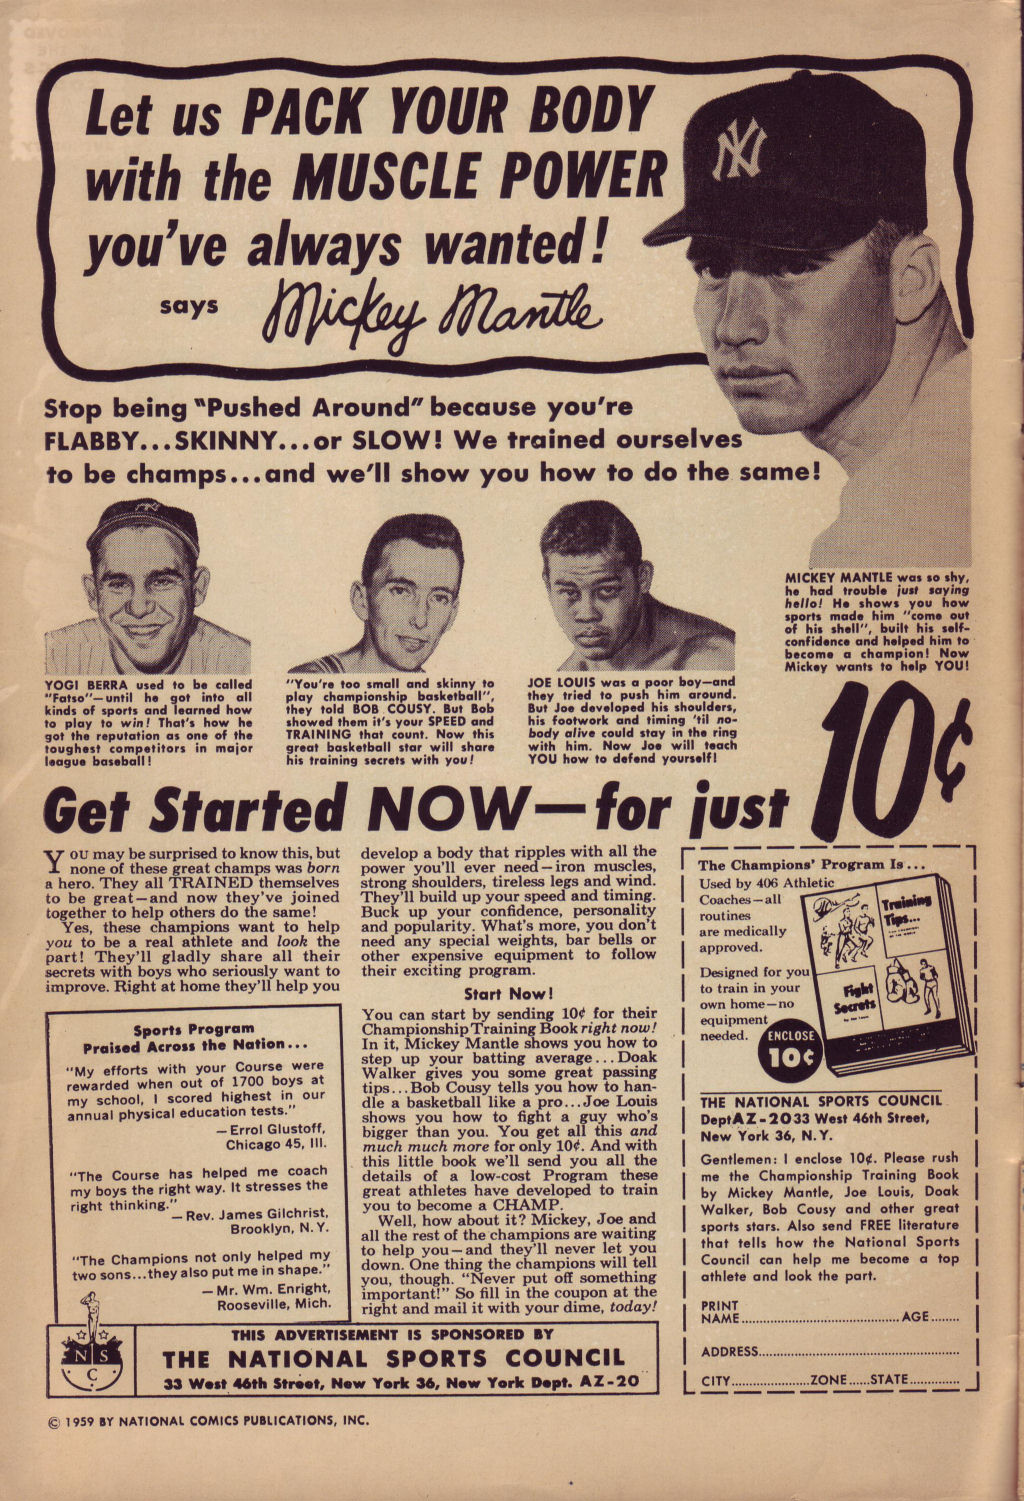 Let us PACK YOUR BODY
with the MUSCLE POWER
you've always wanted!
says Mickey Mantle
NY
Stop being "Pushed Around" because you're
FLABBY...SKINNY...or SLOW! We trained ourselves
to be champs...and we'll show you how to do the same!
MICKEY MANTLE was so shy,
he had trouble just saying
hello! He shows you how
sports made him "come out
of his shell", built his self-
confidence and helped him to
become a champion! Now
Mickey wants to help YOU!
YOGI BERRA used to be called
"Fatso"—until he got into all
kinds of sports and learned how
to play to win! That's how he
got the reputation as one of the
toughest competitors in major
league baseball!
"You're too small and skinny to
play championship basketball",
they told BOB COUSY. But Bob
showed them it's your SPEED and
TRAINING that count. Now this
great basketball star will share
his training secrets with you!
JOE LOUIS was a poor boy—and
they tried to push him around.
But Joe developed his shoulders,
his footwork and timing 'til no-
body alive could stay in the ring
with him. Now Joe will teach
YOU how to defend yourself!
Get Started NOW—for just 10¢
YOU may be surprised to know this, but
none of these great champs was born
a hero. They all TRAINED themselves
to be great—and now they've joined
together to help others do the same!
Yes, these champions want to help
you to be a real athlete and look the
part! They'll gladly share all their
secrets with boys who seriously want to
improve. Right at home they'll help you
develop a body that ripples with all the
power you'll ever need—iron muscles,
strong shoulders, tireless legs and wind.
They'll build up your speed and timing.
Buck up your confidence, personality
and popularity. What's more, you don't
need any special weights, bar bells or
other expensive equipment to follow
their exciting program.
Start Now!
You can start by sending 10¢ for their
Championship Training Book right now!
In it, Mickey Mantle shows you how to
step up your batting average...Doak
Walker gives you some great passing
tips...Bob Cousy tells you how to han-
dle a basketball like a pro...Joe Louis
shows you how to fight a guy who's
bigger than you. You get all this and
much much more for only 10¢. And with
this little book we'll send you all the
details of a low-cost Program these
great athletes have developed to train
you to become a CHAMP.
Well, how about it? Mickey, Joe and
all the rest of the champions are waiting
to help you—and they'll never let you
down. One thing the champions will tell
you, though. "Never put off something
important!" So fill in the coupon at the
right and mail it with your dime, today!
Sports Program
Praised Across the Nation...
"My efforts with your Course were
rewarded when out of 1700 boys at
my school, I scored highest in our
annual physical education tests."
—Errol Glustoff,
Chicago 45, Ill.
"The Course has helped me coach
my boys the right way. It stresses the
right thinking."
—Rev. James Gilchrist,
Brooklyn, N.Y.
"The Champions not only helped my
two sons...they also put me in shape."
—Mr. Wm. Enright,
Rooseville, Mich.
NSC
THIS ADVERTISEMENT IS SPONSORED BY
THE NATIONAL SPORTS COUNCIL
33 West 46th Street, New York 36, New York Dept. AZ-20
The Champions' Program Is...
Used by 406 Athletic
Coaches—all
routines
are medically
approved.
Designed for you
to train in your
own home—no
equipment
needed.
Training
Tips...
Fight
Secrets
ENCLOSE
10¢
THE NATIONAL SPORTS COUNCIL
Dept AZ-20 33 West 46th Street,
New York 36, N.Y.
Gentlemen: I enclose 10¢. Please rush
me the Championship Training Book
by Mickey Mantle, Joe Louis, Doak
Walker, Bob Cousy and other great
sports stars. Also send FREE literature
that tells how the National Sports
Council can help me become a top
athlete and look the part.
PRINT
NAME........................................AGE........
ADDRESS....................................................
CITY.....................ZONE......STATE.............
© 1959 BY NATIONAL COMICS PUBLICATIONS, INC.